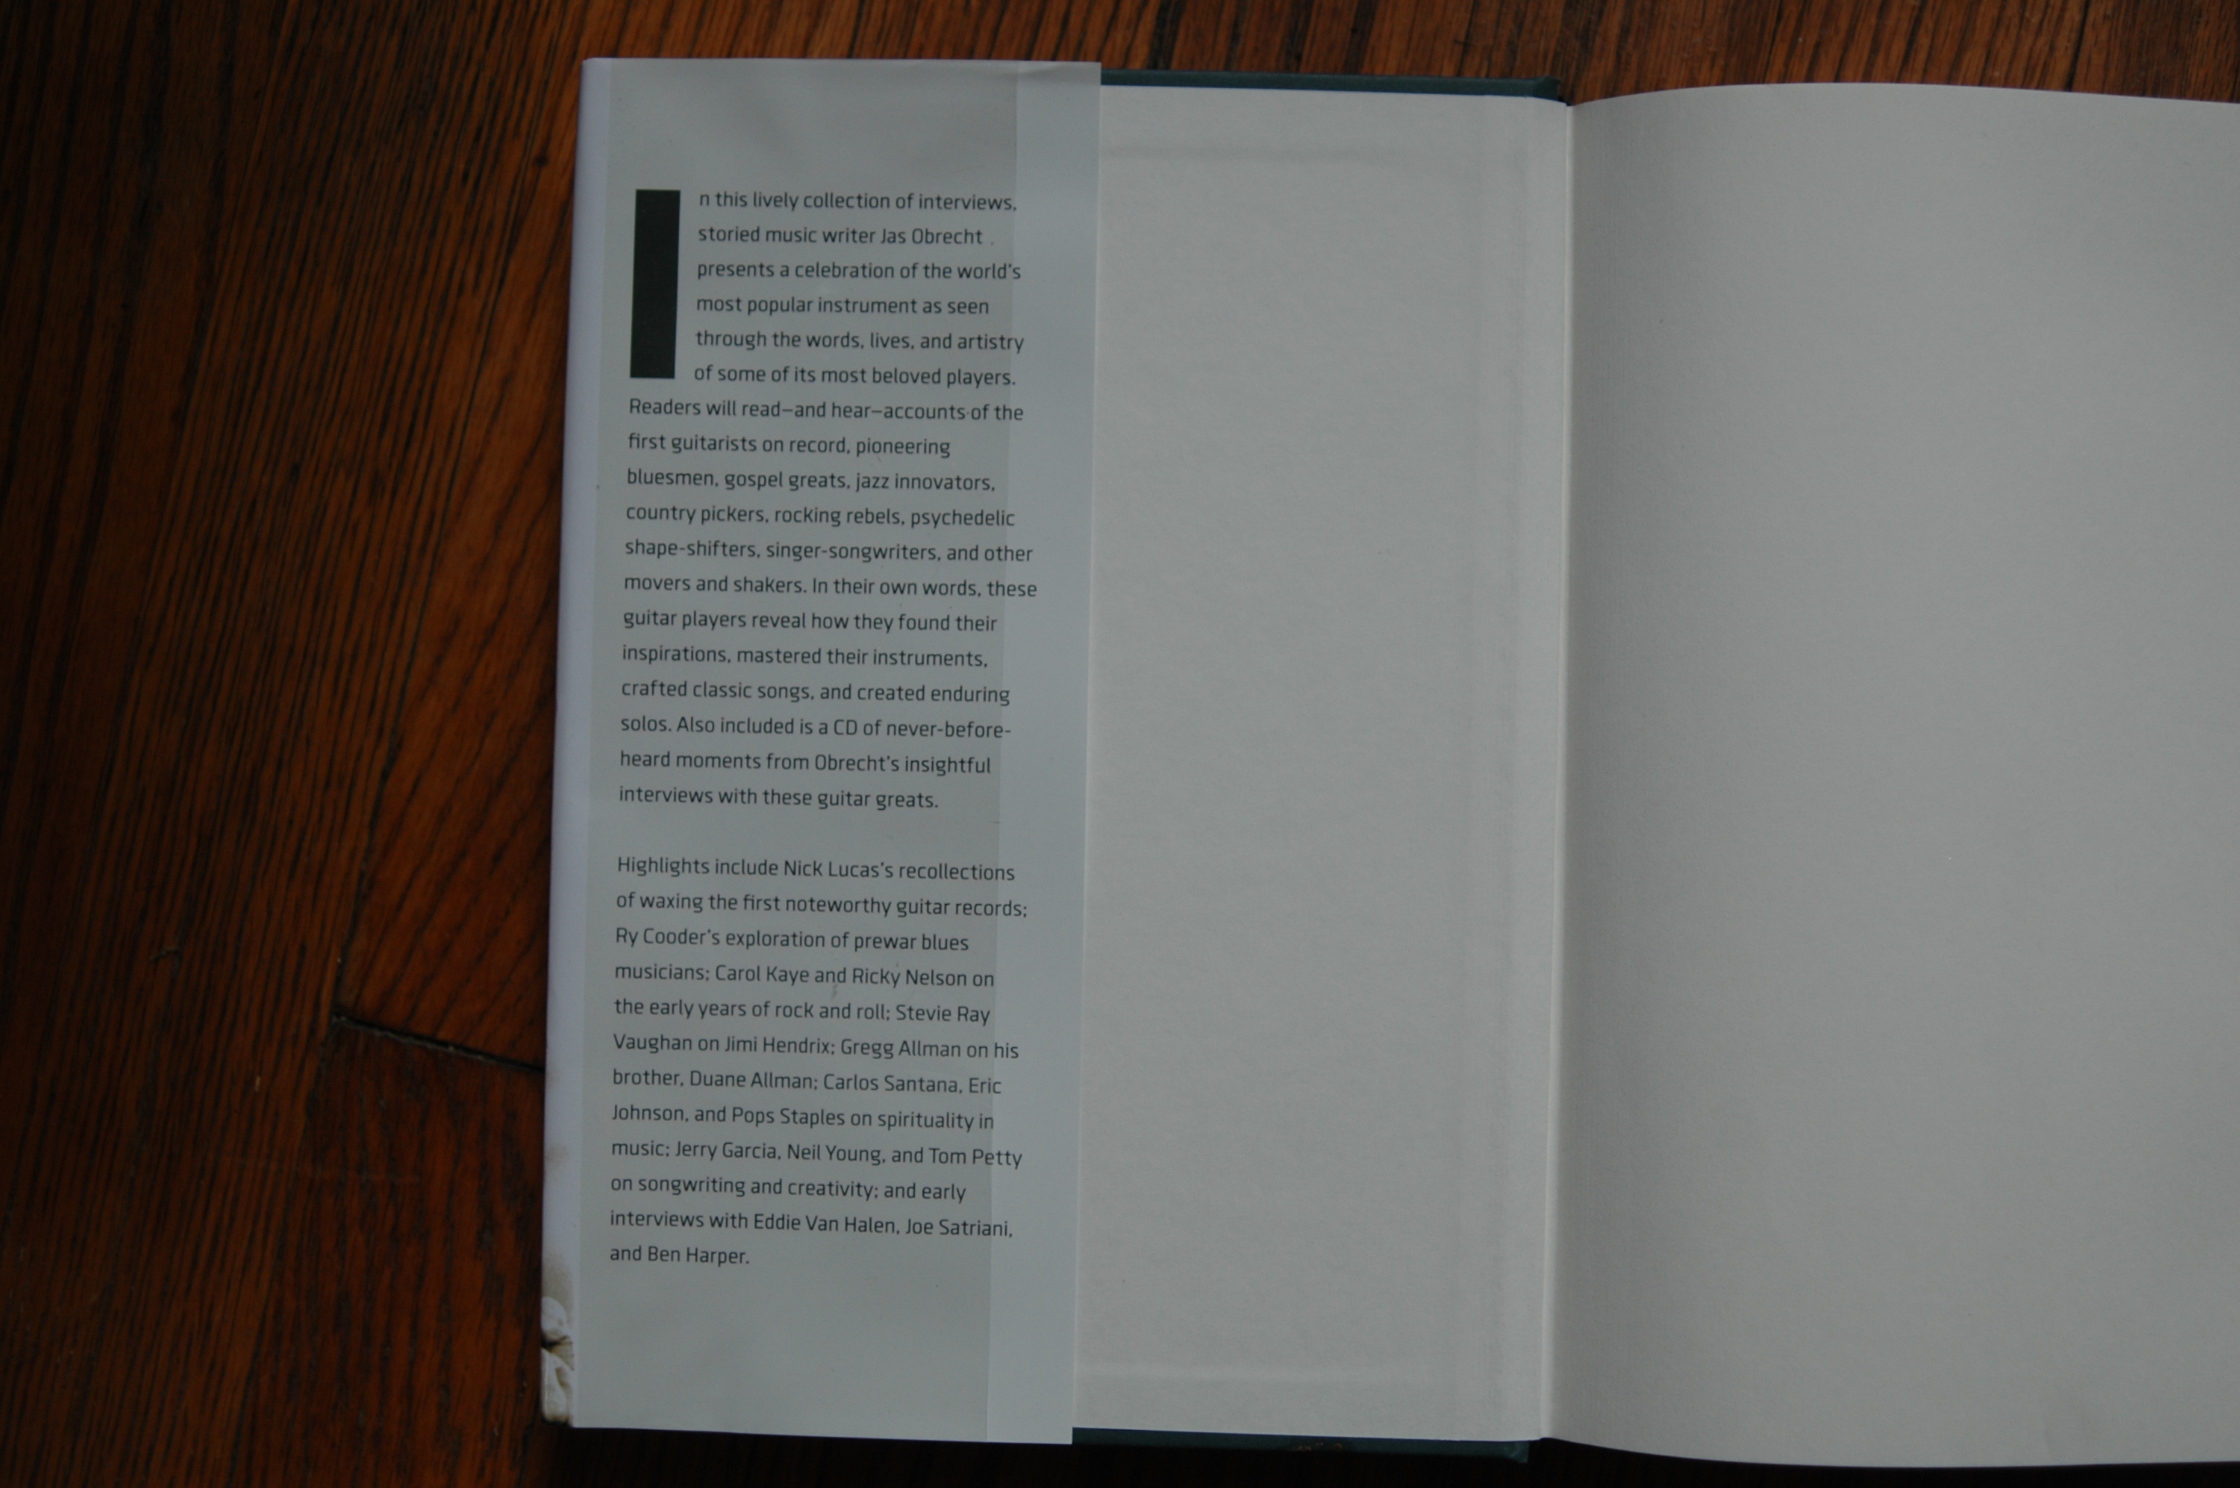 In this lively collection of interviews,
storied music writer Jas Obrecht
presents a celebration of the world's
most popular instrument as seen
through the words, lives, and artistry
of some of its most beloved players.
Readers will read—and hear—accounts of the
first guitarists on record, pioneering
bluesmen, gospel greats, jazz innovators,
country pickers, rocking rebels, psychedelic
shape-shifters, singer-songwriters, and other
movers and shakers. In their own words, these
guitar players reveal how they found their
inspirations, mastered their instruments,
crafted classic songs, and created enduring
solos. Also included is a CD of never-before-
heard moments from Obrecht's insightful
interviews with these guitar greats.
Highlights include Nick Lucas's recollections
of waxing the first noteworthy guitar records;
Ry Cooder's exploration of prewar blues
musicians; Carol Kaye and Ricky Nelson on
the early years of rock and roll; Stevie Ray
Vaughan on Jimi Hendrix; Gregg Allman on his
brother, Duane Allman; Carlos Santana, Eric
Johnson, and Pops Staples on spirituality in
music; Jerry Garcia, Neil Young, and Tom Petty
on songwriting and creativity; and early
interviews with Eddie Van Halen, Joe Satriani,
and Ben Harper.